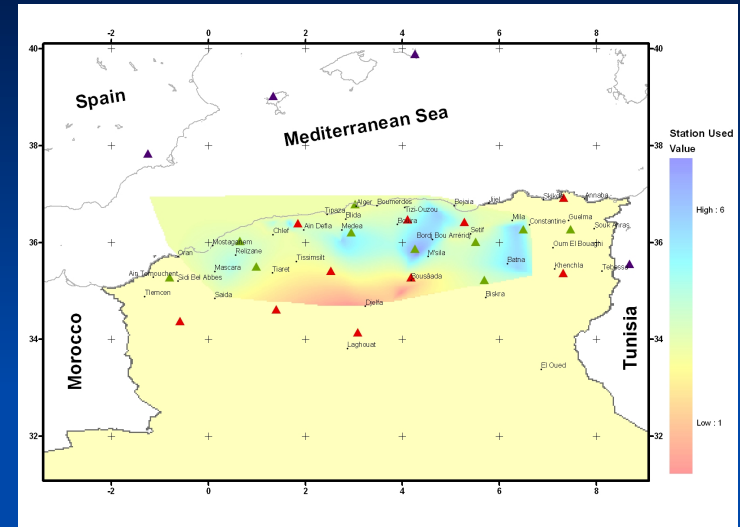 -2 0 2 4 6 8
40 40
Spain
Mediterranean Sea
Station Used
Value
38 38
High : 6
Alger Boumerdes Bejaia Jijel Skikda Annaba
Tipaza Tizi-Ouzou
Blida Mila Guelma
Chlef Ain Defla Medea Bouira Constantine Souk Ahras
Mostaganem Bordj Bou Arreridj Setif
36 36
Oran Relizane Tissimsilt M'sila Oum El Bouaghi
Mascara Tiaret Batna Khenchla Tebessa
Ain Temouchent Sidi Bel Abbes Bousâada
Tlemcen Saida Djelfa Biskra
34 34
Morocco
Laghouat
Tunisia
El Oued
Low : 1
32 32
-2 0 2 4 6 8